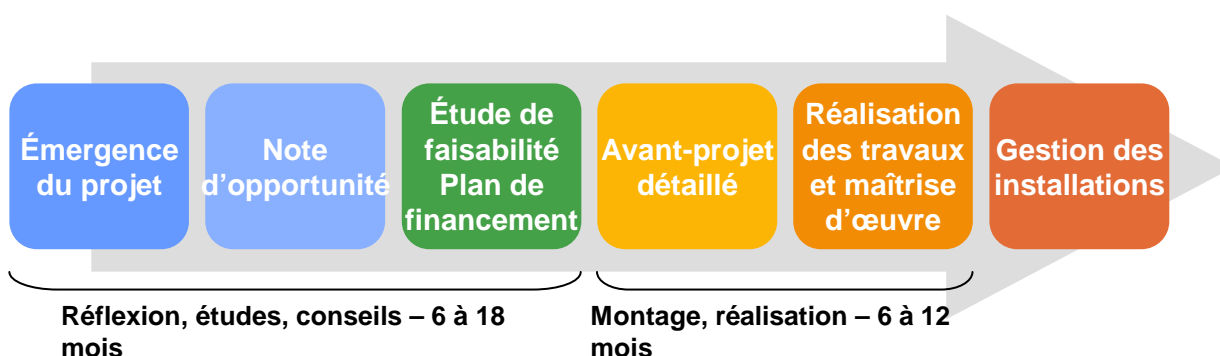 Émergence
du projet
Note
d’opportunité
Étude de
faisabilité
Plan de
financement
Avant-projet
détaillé
Réalisation
des travaux
et maîtrise
d’œuvre
Gestion des
installations
Réflexion, études, conseils – 6 à 18
mois
Montage, réalisation – 6 à 12
mois